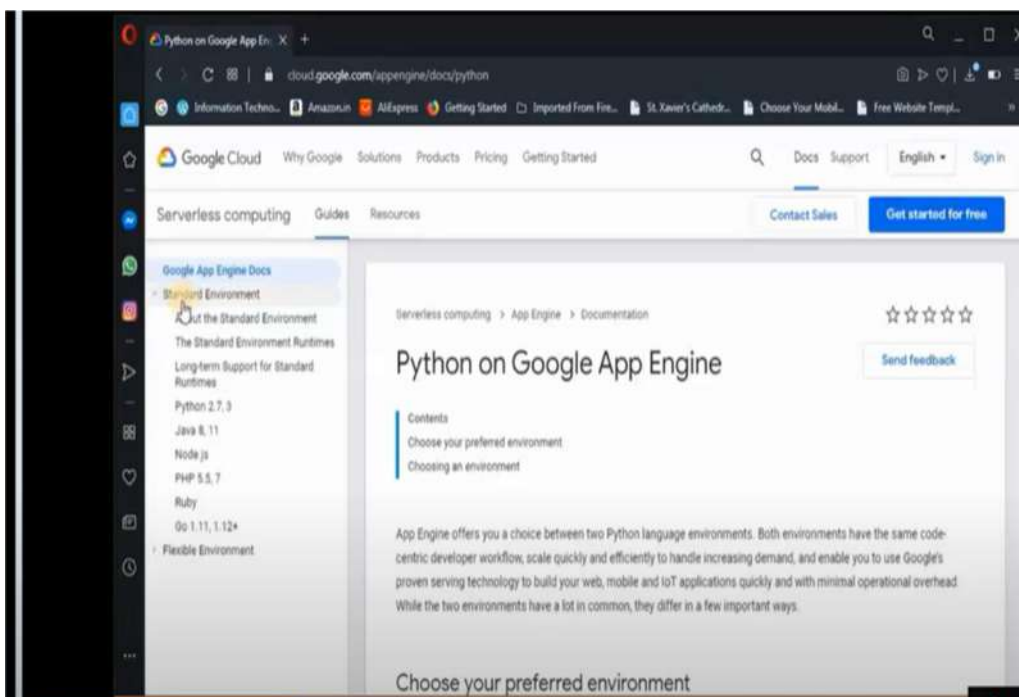 Python on Google App En
cloud.google.com/appengine/docs/python
Information Techno... Amazon.in AliExpress Getting Started Imported From Fire... St. Xavier's Cathedr... Choose Your Mobil... Free Website Templ...
Google Cloud Why Google Solutions Products Pricing Getting Started Docs Support English Sign in
Serverless computing Guides Resources Contact Sales Get started for free
Google App Engine Docs
Standard Environment
About the Standard Environment
The Standard Environment Runtimes
Long-term Support for Standard
Runtimes
Python 2.7, 3
Java 8, 11
Node js
PHP 5.5, 7
Ruby
Go 1.11, 1.12+
Flexible Environment
Serverless computing > App Engine > Documentation
Python on Google App Engine
Send feedback
Contents
Choose your preferred environment
Choosing an environment
App Engine offers you a choice between two Python language environments. Both environments have the same code-
centric developer workflow, scale quickly and efficiently to handle increasing demand, and enable you to use Google's
proven serving technology to build your web, mobile and IoT applications quickly and with minimal operational overhead.
While the two environments have a lot in common, they differ in a few important ways.
Choose your preferred environment